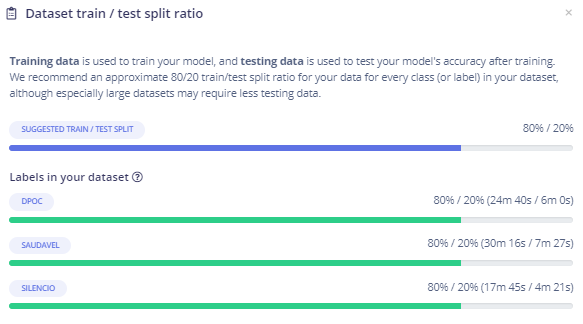 Dataset train / test split ratio
×
Training data is used to train your model, and testing data is used to test your model's accuracy after training.
We recommend an approximate 80/20 train/test split ratio for your data for every class (or label) in your dataset,
although especially large datasets may require less testing data.
SUGGESTED TRAIN / TEST SPLIT 80% / 20%
Labels in your dataset ?
DPOC 80% / 20% (24m 40s / 6m 0s)
SAUDAVEL 80% / 20% (30m 16s / 7m 27s)
SILENCIO 80% / 20% (17m 45s / 4m 21s)